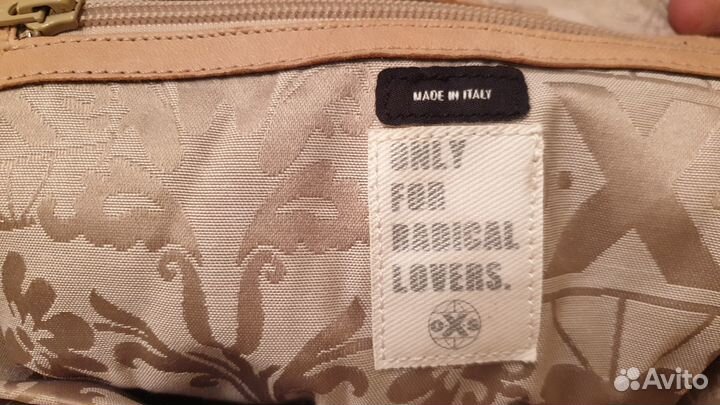 MADE IN ITALY
ONLY
FOR
RADICAL
LOVERS.
OXS
Avito